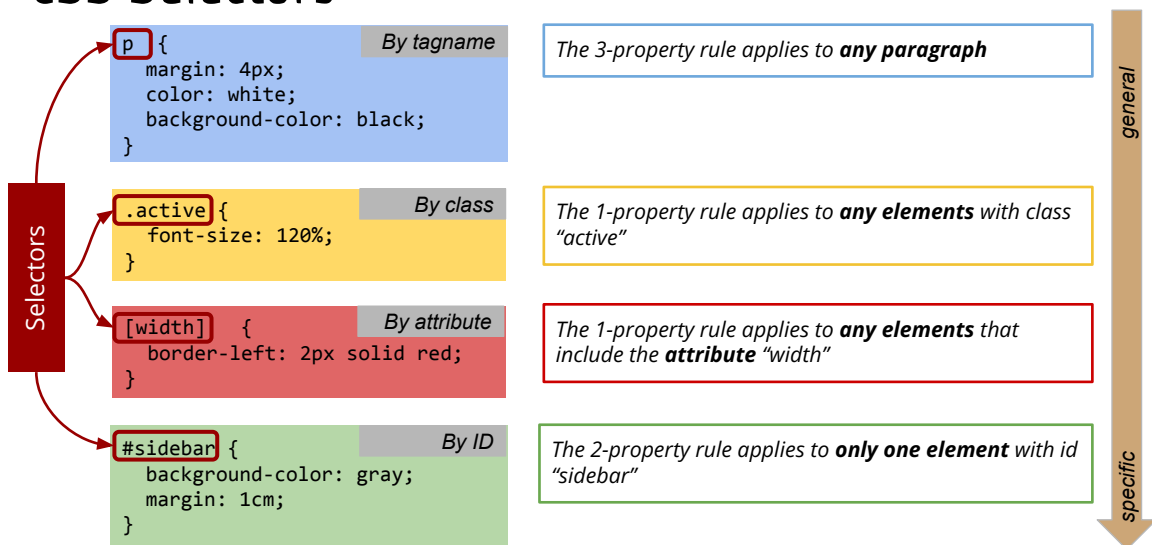 CSS Selectors
Selectors
p {
By tagname
margin: 4px;
color: white;
background-color: black;
}
The 3-property rule applies to any paragraph
.active {
By class
font-size: 120%;
}
The 1-property rule applies to any elements with class
“active”
[width] {
By attribute
border-left: 2px solid red;
}
The 1-property rule applies to any elements that
include the attribute “width”
#sidebar {
By ID
background-color: gray;
margin: 1cm;
}
The 2-property rule applies to only one element with id
“sidebar”
general
specific